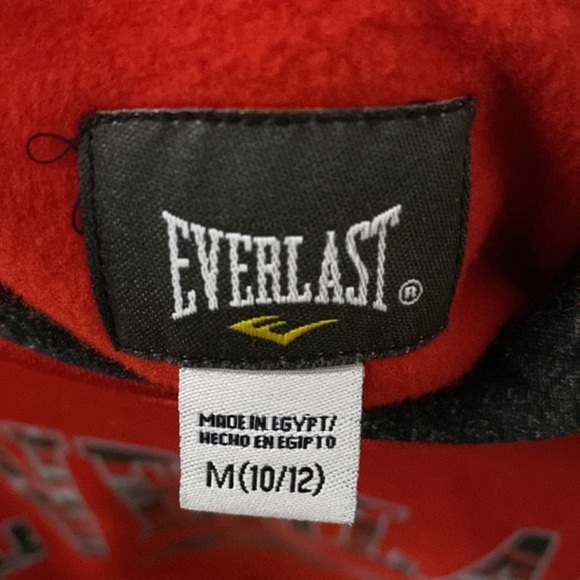 EVERLAST®
MADE IN EGYPT/
HECHO EN EGIPTO
M(10/12)